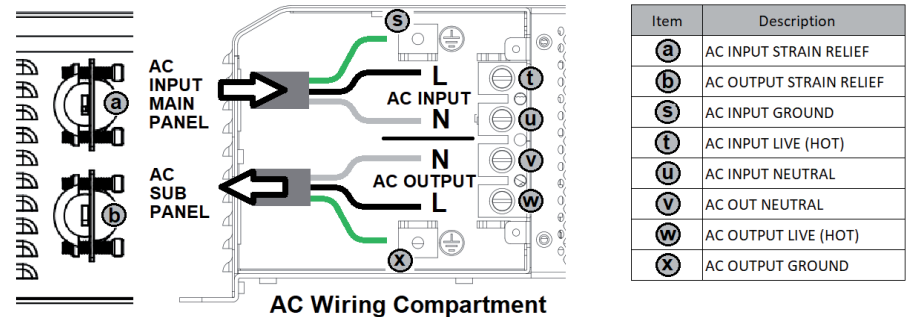 a
b
AC
INPUT
MAIN
PANEL
AC
SUB
PANEL
s
L
AC INPUT
N
N
AC OUTPUT
L
t
u
v
w
x
AC Wiring Compartment
Item Description
a AC INPUT STRAIN RELIEF
b AC OUTPUT STRAIN RELIEF
s AC INPUT GROUND
t AC INPUT LIVE (HOT)
u AC INPUT NEUTRAL
v AC OUT NEUTRAL
w AC OUTPUT LIVE (HOT)
x AC OUTPUT GROUND